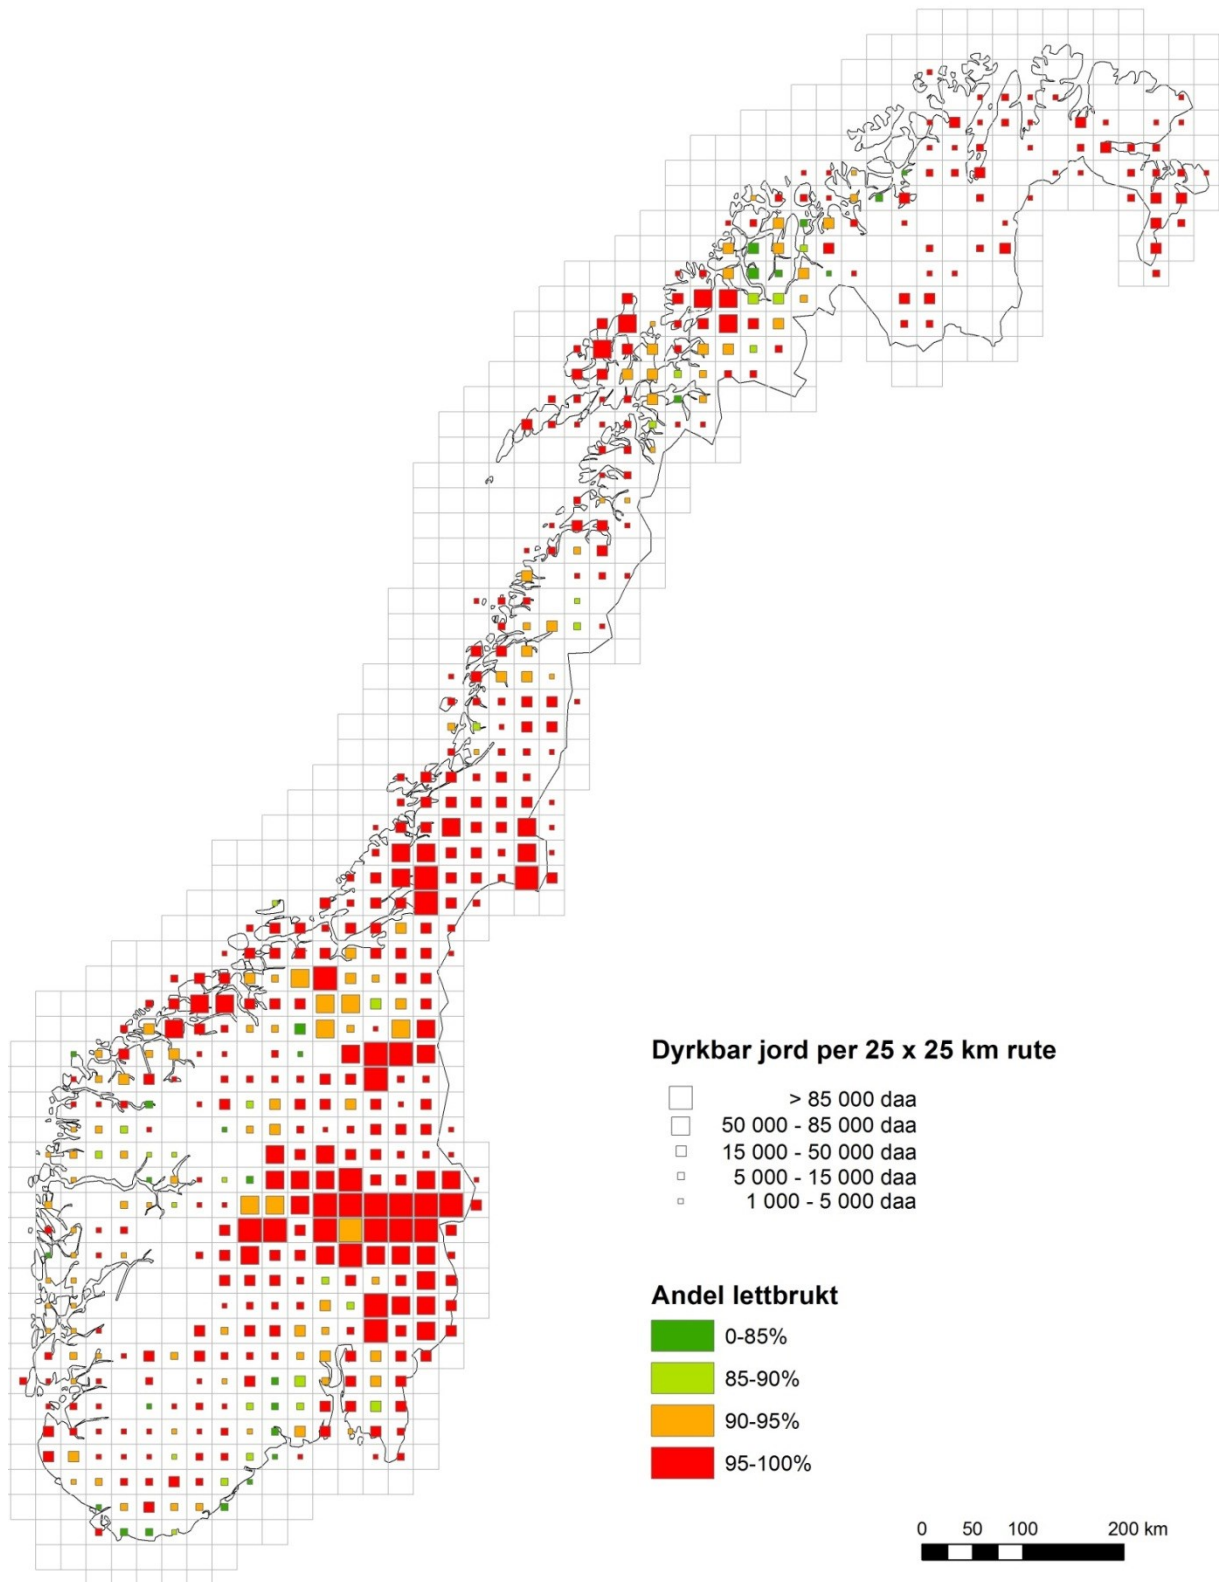 Dyrkbar jord per 25 x 25 km rute
> 85 000 daa
50 000 - 85 000 daa
15 000 - 50 000 daa
5 000 - 15 000 daa
1 000 - 5 000 daa
Andel lettbrukt
0-85%
85-90%
90-95%
95-100%
0 50 100 200 km